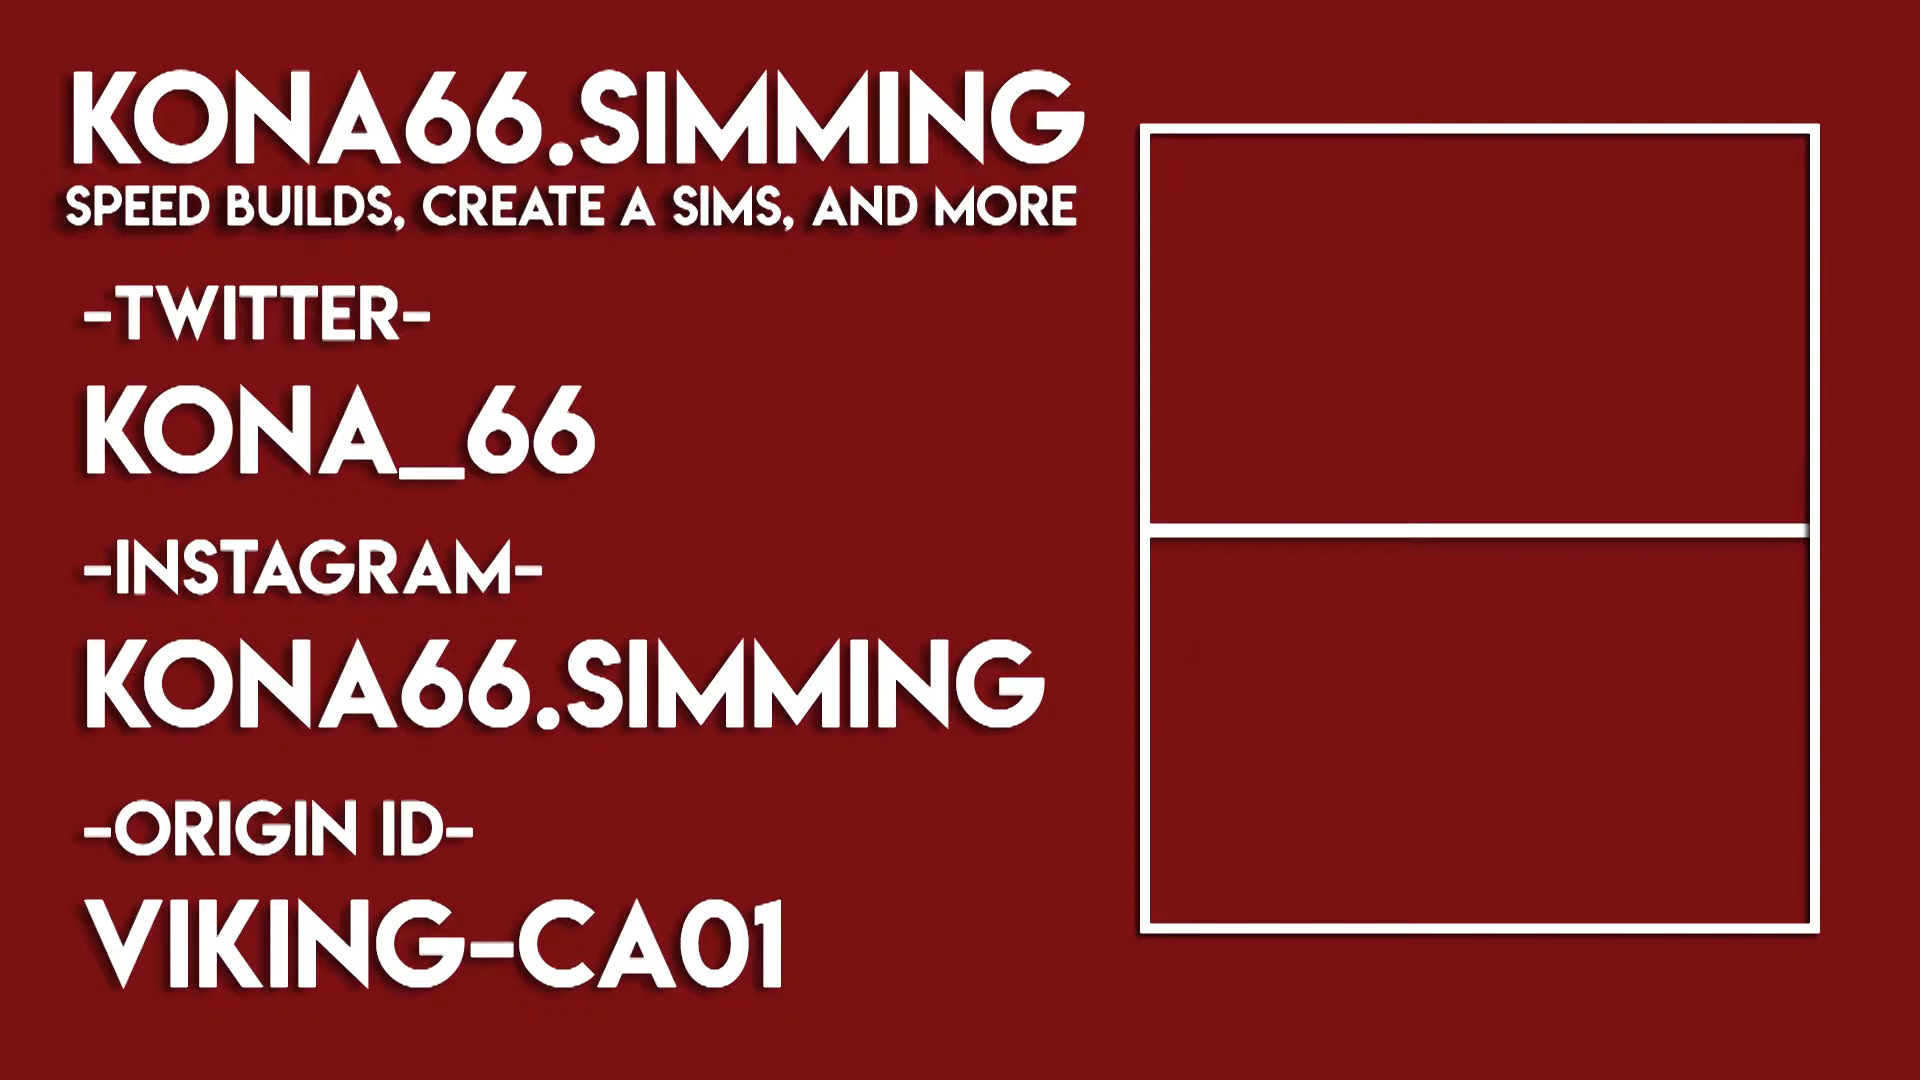 KONA66.SIMMING
SPEED BUILDS, CREATE A SIMS, AND MORE
-TWITTER-
KONA_66
-INSTAGRAM-
KONA66.SIMMING
-ORIGIN ID-
VIKING-CA01